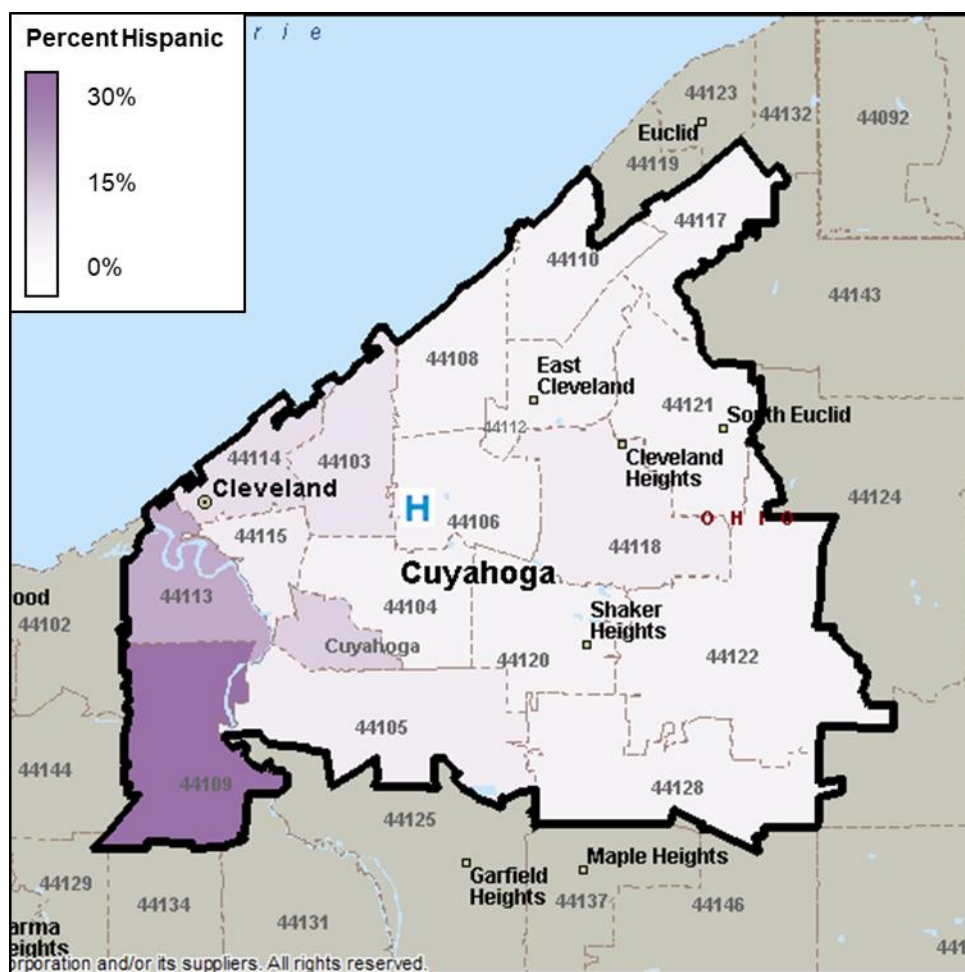 Percent Hispanic
30%
15%
0%
r i e
44123
Euclid
44132
44092
44119
44117
44110
44143
44108
East
Cleveland
44121
44112
South Euclid
44114
44103
Cleveland
Heights
Cleveland
44124
H
44106
O H I O
44115
44118
Cuyahoga
ood
44102
44113
44104
Shaker
Heights
Cuyahoga
44120
44122
44105
44144
44109
44128
44125
Maple Heights
Garfield
Heights
44129
44134
44131
44137
44146
arma
eights
441
orporation and/or its suppliers. All rights reserved.